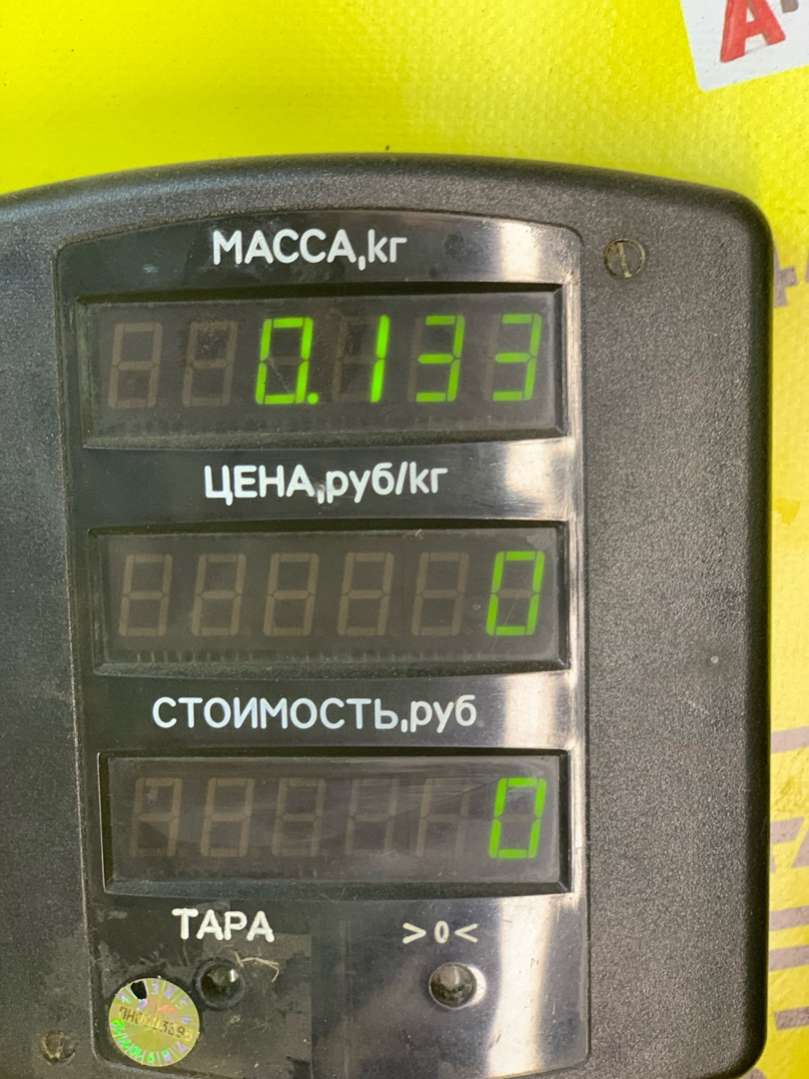 МАССА,кг
0.133
ЦЕНА,руб/кг
0
СТОИМОСТЬ,руб
0
ТАРА >0<